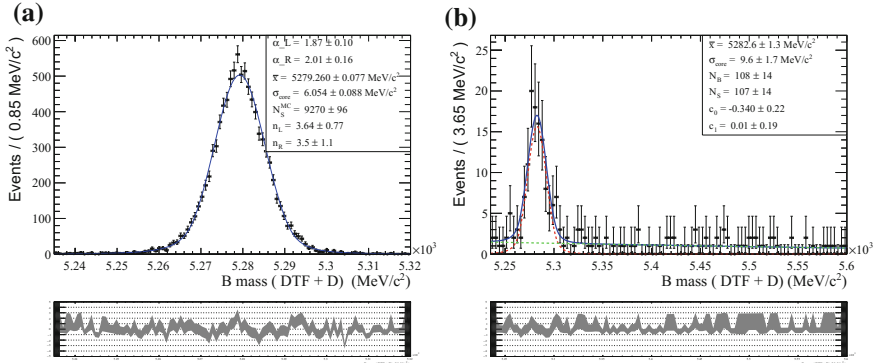 (a)
Events / ( 0.85 MeV/c²)
600
500
400
300
200
100
0
α_L = 1.87 ± 0.10
α_R = 2.01 ± 0.16
x̄ = 5279.260 ± 0.077 MeV/c²
σcore = 6.054 ± 0.088 MeV/c²
N_S^MC = 9270 ± 96
n_L = 3.64 ± 0.77
n_R = 3.5 ± 1.1
5.24 5.25 5.26 5.27 5.28 5.29 5.3 5.31 5.32
×10³
B mass ( DTF + D) (MeV/c²)
(b)
Events / ( 3.65 MeV/c²)
25
20
15
10
5
0
x̄ = 5282.6 ± 1.3 MeV/c²
σcore = 9.6 ± 1.7 MeV/c²
N_B = 108 ± 14
N_S = 107 ± 14
c₀ = -0.340 ± 0.22
c₁ = 0.01 ± 0.19
5.25 5.3 5.35 5.4 5.45 5.5 5.55 5.6
×10³
B mass ( DTF + D) (MeV/c²)